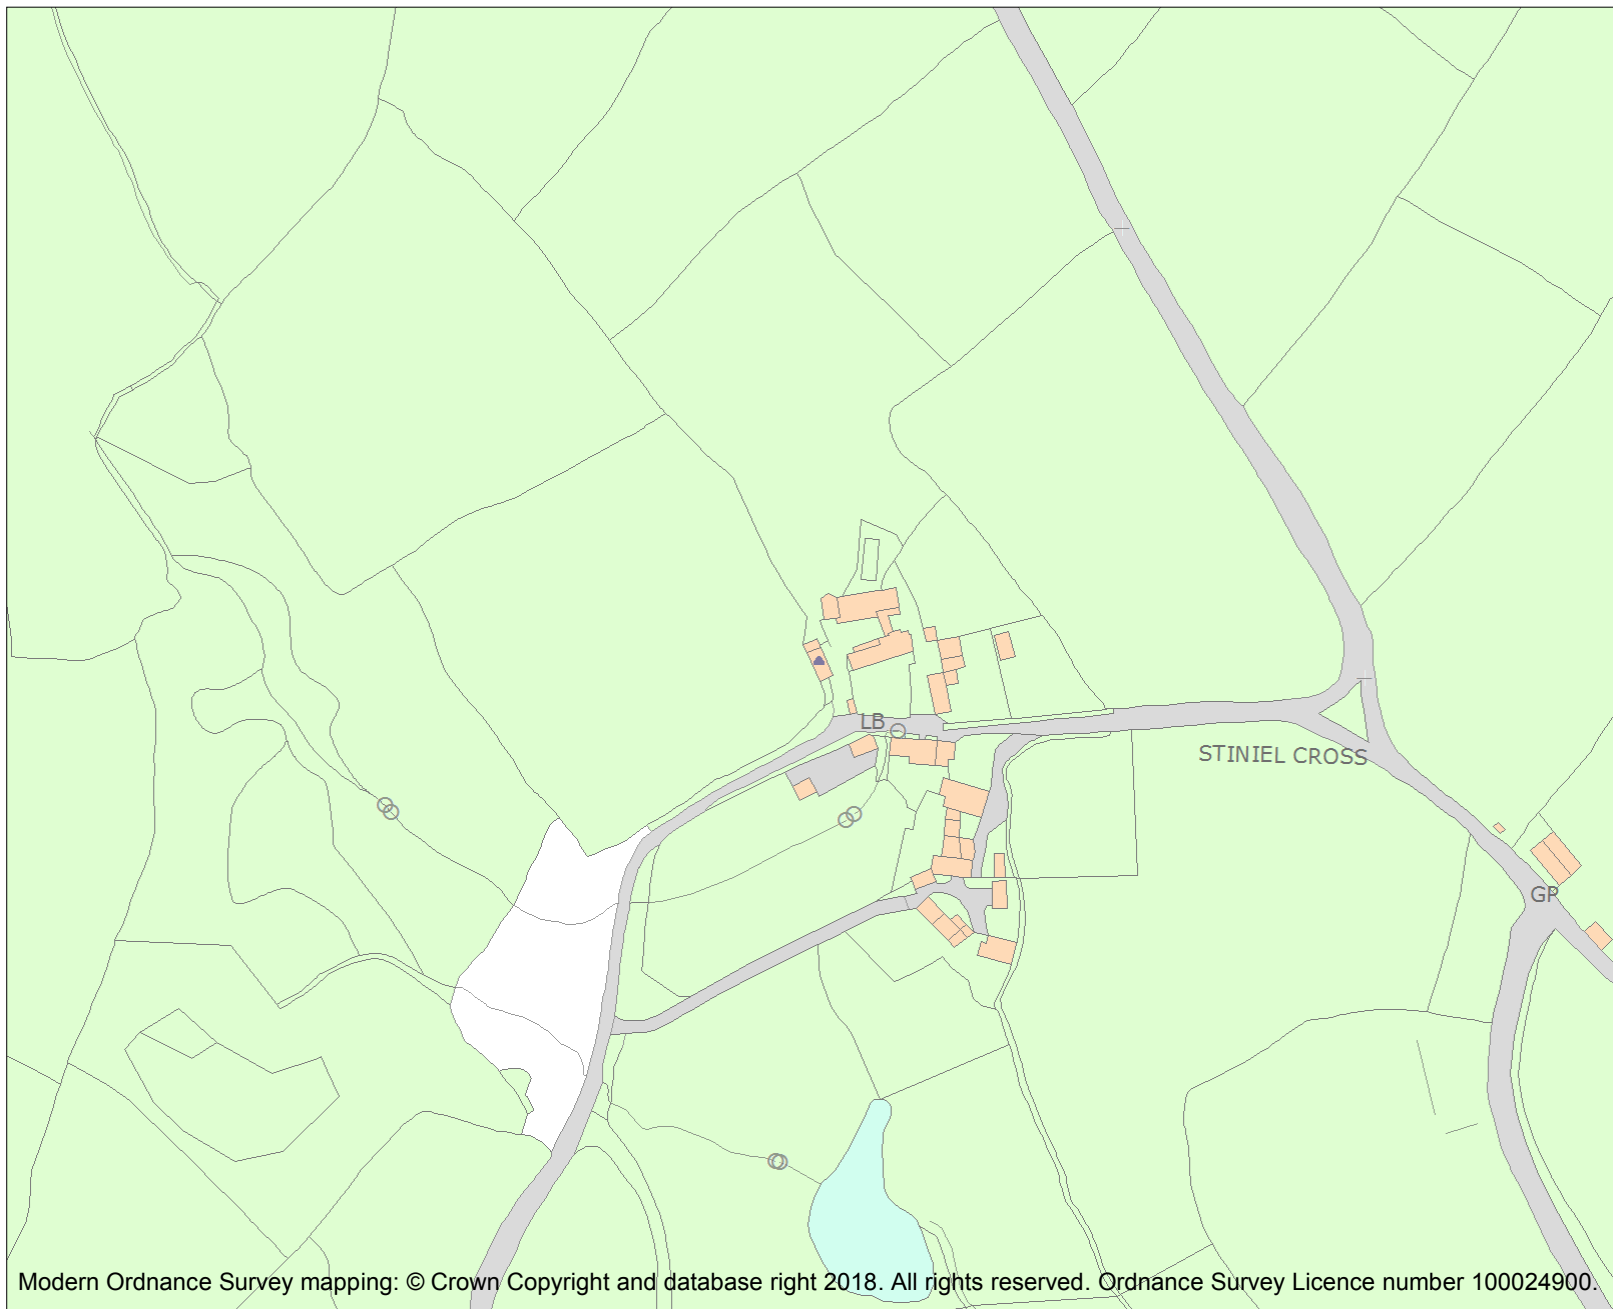 LB
STINIEL CROSS
GP
Modern Ordnance Survey mapping: © Crown Copyright and database right 2018. All rights reserved. Ordnance Survey Licence number 100024900.